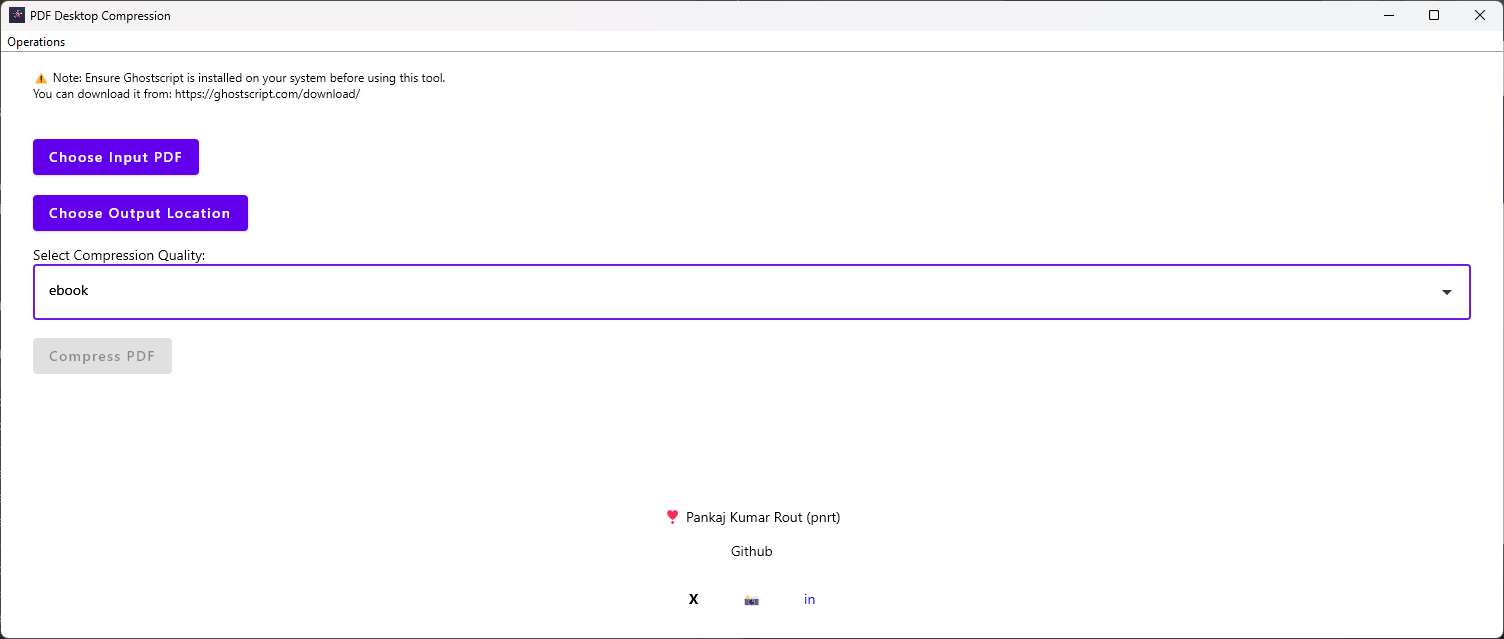 PDF Desktop Compression
Operations
⚠️ Note: Ensure Ghostscript is installed on your system before using this tool.
You can download it from: https://ghostscript.com/download/
Choose Input PDF
Choose Output Location
Select Compression Quality:
ebook
Compress PDF
❣️ Pankaj Kumar Rout (pnrt)
Github
X 📸 in